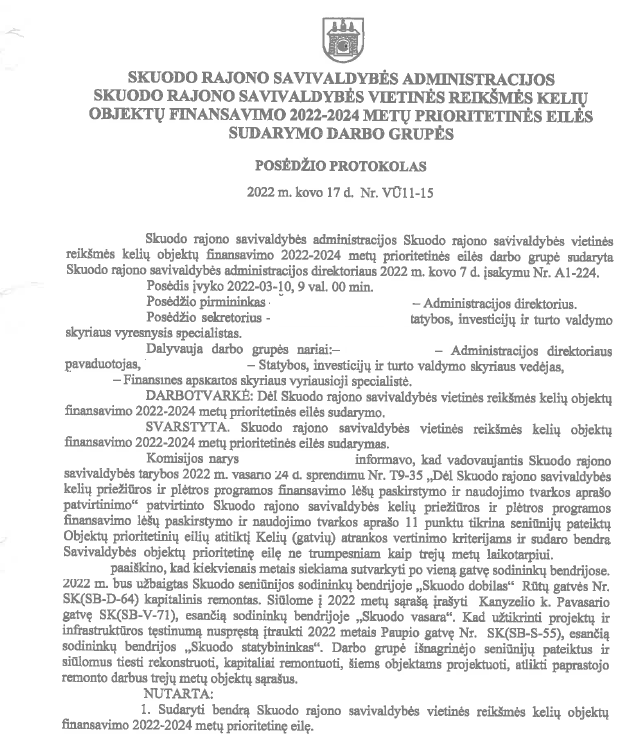 SKUODO RAJONO SAVIVALDYBĖS ADMINISTRACIJOS
SKUODO RAJONO SAVIVALDYBĖS VIETINĖS REIKŠMĖS KELIŲ
OBJEKTŲ FINANSAVIMO 2022-2024 METŲ PRIORITETINĖS EILĖS
SUDARYMO DARBO GRUPĖS
POSĖDŽIO PROTOKOLAS
2022 m. kovo 17 d. Nr. VŪ11-15
Skuodo rajono savivaldybės administracijos Skuodo rajono savivaldybės vietinės
reikšmės kelių objektų finansavimo 2022-2024 metų prioritetinės eilės darbo grupė sudaryta
Skuodo rajono savivaldybės administracijos direktoriaus 2022 m. kovo 7 d. įsakymu Nr. A1-224.
Posėdis įvyko 2022-03-10, 9 val. 00 min.
Posėdžio pirmininkas – Administracijos direktorius.
Posėdžio sekretorius - tatybos, investicijų ir turto valdymo
skyriaus vyresnysis specialistas.
Dalyvauja darbo grupės nariai:– – Administracijos direktoriaus
pavaduotojas, – Statybos, investicijų ir turto valdymo skyriaus vedėjas,
– Finansinės apskaitos skyriaus vyriausioji specialistė.
DARBOTVARKĖ: Dėl Skuodo rajono savivaldybės vietinės reikšmės kelių objektų
finansavimo 2022-2024 metų prioritetinės eilės sudarymo.
SVARSTYTA. Skuodo rajono savivaldybės vietinės reikšmės kelių objektų
finansavimo 2022-2024 metų prioritetinės eilės sudarymas.
Komisijos narys informavo, kad vadovaujantis Skuodo rajono
savivaldybės tarybos 2022 m. vasario 24 d. sprendimu Nr. T9-35 „Dėl Skuodo rajono savivaldybės
kelių priežiūros ir plėtros programos finansavimo lėšų paskirstymo ir naudojimo tvarkos aprašo
patvirtinimo“ patvirtinto Skuodo rajono savivaldybės kelių priežiūros ir plėtros programos
finansavimo lėšų paskirstymo ir naudojimo tvarkos aprašo 11 punktu tikrina seniūnijų pateiktų
Objektų prioritetinių eilių atitiktį Kelių (gatvių) atrankos vertinimo kriterijams ir sudaro bendrą
Savivaldybės objektų prioritetinę eilę ne trumpesniam kaip trejų metų laikotarpiui.
paaiškino, kad kiekvienais metais siekiama sutvarkyti po vieną gatvę sodininkų bendrijose.
2022 m. bus užbaigtas Skuodo seniūnijos sodininkų bendrijoje „Skuodo dobilas“ Rūtų gatvės Nr.
SK(SB-D-64) kapitalinis remontas. Siūlome į 2022 metų sąrašą įrašyti Kanyzelio k. Pavasario
gatvę SK(SB-V-71), esančią sodininkų bendrijoje „Skuodo vasara“. Kad užtikrinti projektų ir
infrastruktūros tęstinumą nuspręstą įtraukti 2022 metais Paupio gatvę Nr. SK(SB-S-55), esančią
sodininkų bendrijos „Skuodo statybininkas“. Darbo grupė išnagrinėjo seniūnijų pateiktus ir
siūlomus tiesti rekonstruoti, kapitaliai remontuoti, šiems objektams projektuoti, atlikti paprastojo
remonto darbus trejų metų objektų sąrašus.
NUTARTA:
1. Sudaryti bendrą Skuodo rajono savivaldybės vietinės reikšmės kelių objektų
finansavimo 2022-2024 metų prioritetinę eilę.